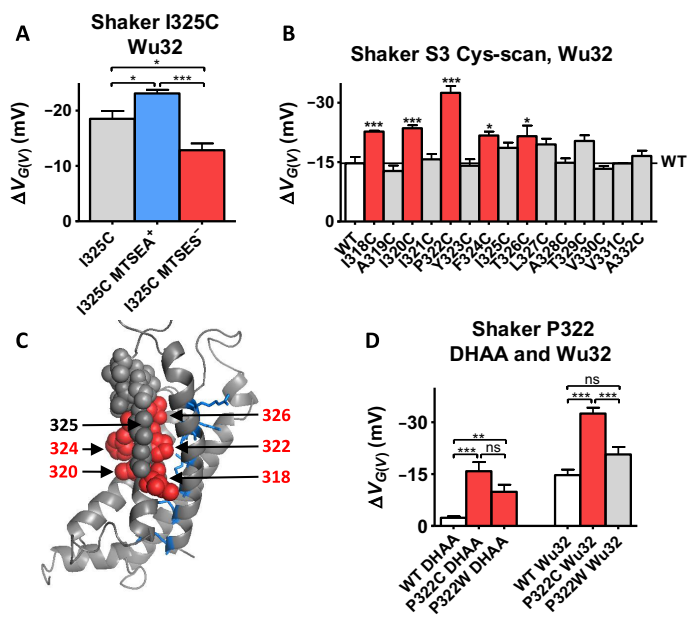 A
Shaker I325C
Wu32
ΔV_G(V) (mV)
−20
−10
0
*
*
***
I325C
I325C MTSEA⁺
I325C MTSES⁻
B
Shaker S3 Cys-scan, Wu32
ΔV_G(V) (mV)
−30
−15
0
***
***
***
*
*
WT
WT
I318C
A319C
I320C
I321C
P322C
Y323C
F324C
I325C
T326C
L327C
A328C
T329C
V330C
V331C
A332C
C
325
324
320
326
322
318
D
Shaker P322
DHAA and Wu32
ΔV_G(V) (mV)
−30
−15
0
**
***
ns
ns
***
***
WT DHAA
P322C DHAA
P322W DHAA
WT Wu32
P322C Wu32
P322W Wu32